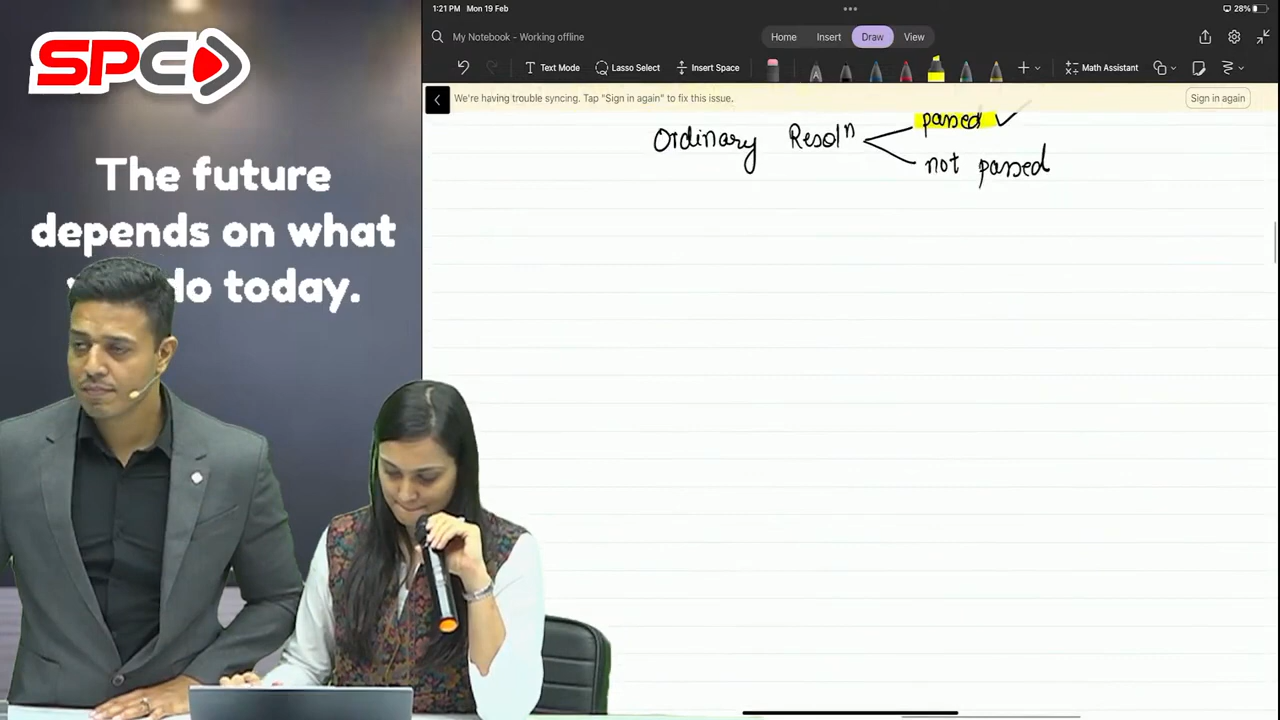 1:21 PM Mon 19 Feb
28%
My Notebook - Working offline
Home Insert Draw View
Text Mode Lasso Select Insert Space Math Assistant
We're having trouble syncing. Tap "Sign in again" to fix this issue. Sign in again
SPC
The future
depends on what
do today.
passed ✓
Ordinary Resolⁿ
not passed